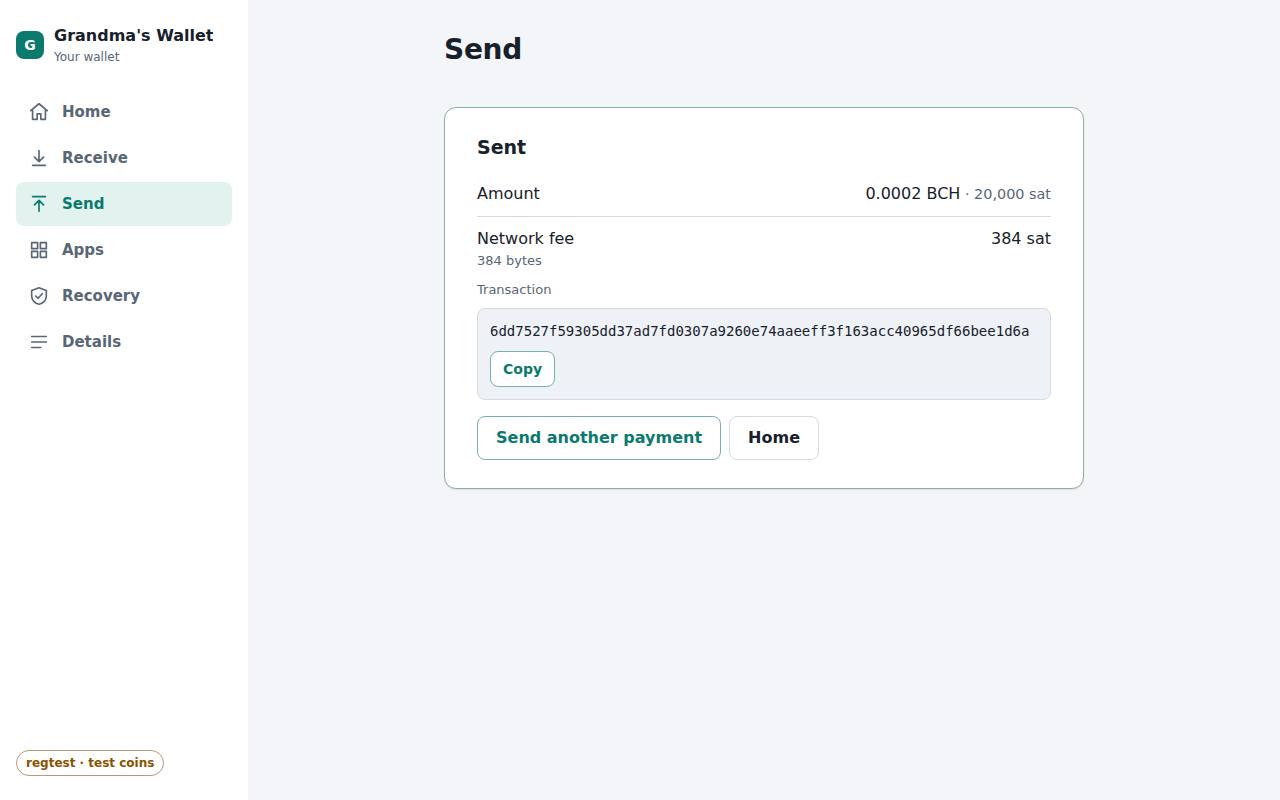 G
Grandma's Wallet
Your wallet
Home
Receive
Send
Apps
Recovery
Details
regtest · test coins
Send
Sent
Amount
0.0002 BCH · 20,000 sat
Network fee
384 sat
384 bytes
Transaction
6dd7527f59305dd37ad7fd0307a9260e74aaeeff3f163acc40965df66bee1d6a
Copy
Send another payment
Home